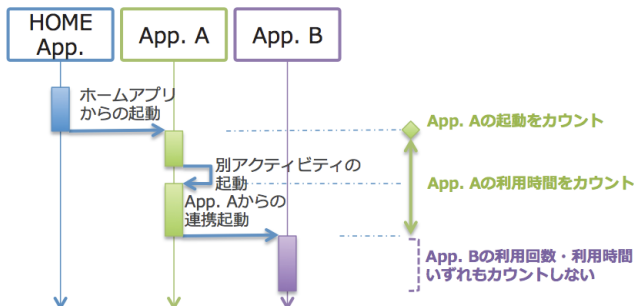 HOME
App.
App. A
App. B
ホームアプリ
からの起動
App. Aの起動をカウント
別アクティビティの
起動
App. Aの利用時間をカウント
App. Aからの
連携起動
App. Bの利用回数・利用時間
いずれもカウントしない